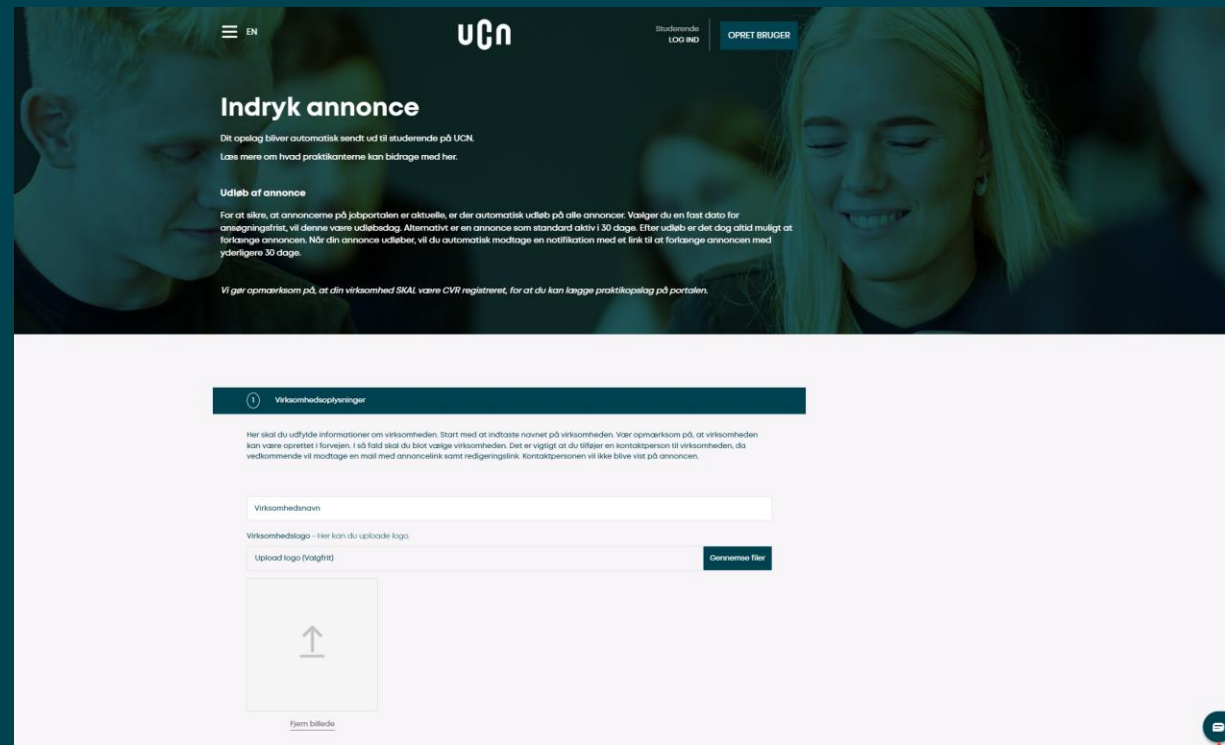 EN
ucn
Studerende
LOG IND
OPRET BRUGER
Indryk annonce
Dit opslag bliver automatisk sendt ud til studerende på UCN.
Læs mere om hvad praktikanterne kan bidrage med her.
Udløb af annonce
For at sikre, at annoncerne på jobportalen er aktuelle, er der automatisk udløb på alle annoncer. Vælger du en fast dato for
ansøgningsfrist, vil denne være udløbsdag. Alternativt er en annonce som standard aktiv i 30 dage. Efter udløb er det dog altid muligt at
forlænge annoncen. Når din annonce udløber, vil du automatisk modtage en notifikation med et link til at forlænge annoncen med
yderligere 30 dage.
Vi gør opmærksom på, at din virksomhed SKAL være CVR registreret, for at du kan lægge praktikopslag på portalen.
1 Virksomhedsoplysninger
Her skal du udfylde informationer om virksomheden. Start med at indtaste navnet på virksomheden. Vær opmærksom på, at virksomheden
kan være oprettet i forvejen. I så fald skal du blot vælge virksomheden. Det er vigtigt at du tilføjer en kontaktperson til virksomheden, da
vedkommende vil modtage en mail med annoncelink samt redigeringslink. Kontaktpersonen vil ikke blive vist på annoncen.
Virksomhedsnavn
Virksomhedslogo - Her kan du uploade logo.
Upload logo (Valgfrit)
Gennemse filer
Fjern billede